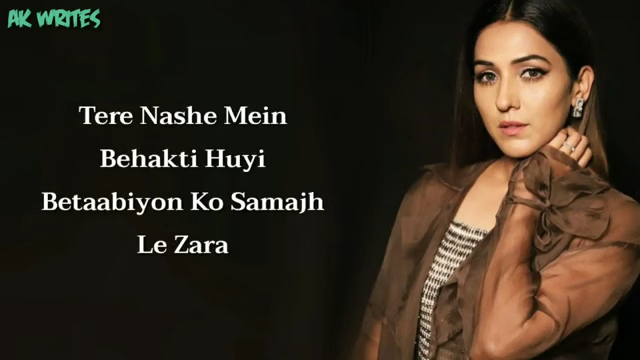 AK WRITES
Tere Nashe Mein
Behakti Huyi
Betaabiyon Ko Samajh
Le Zara